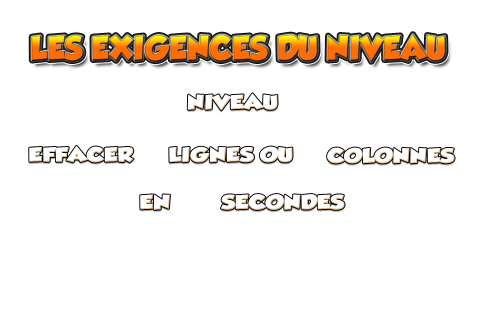 LES EXIGENCES DU NIVEAU
NIVEAU
EFFACER LIGNES OU COLONNES
EN SECONDES